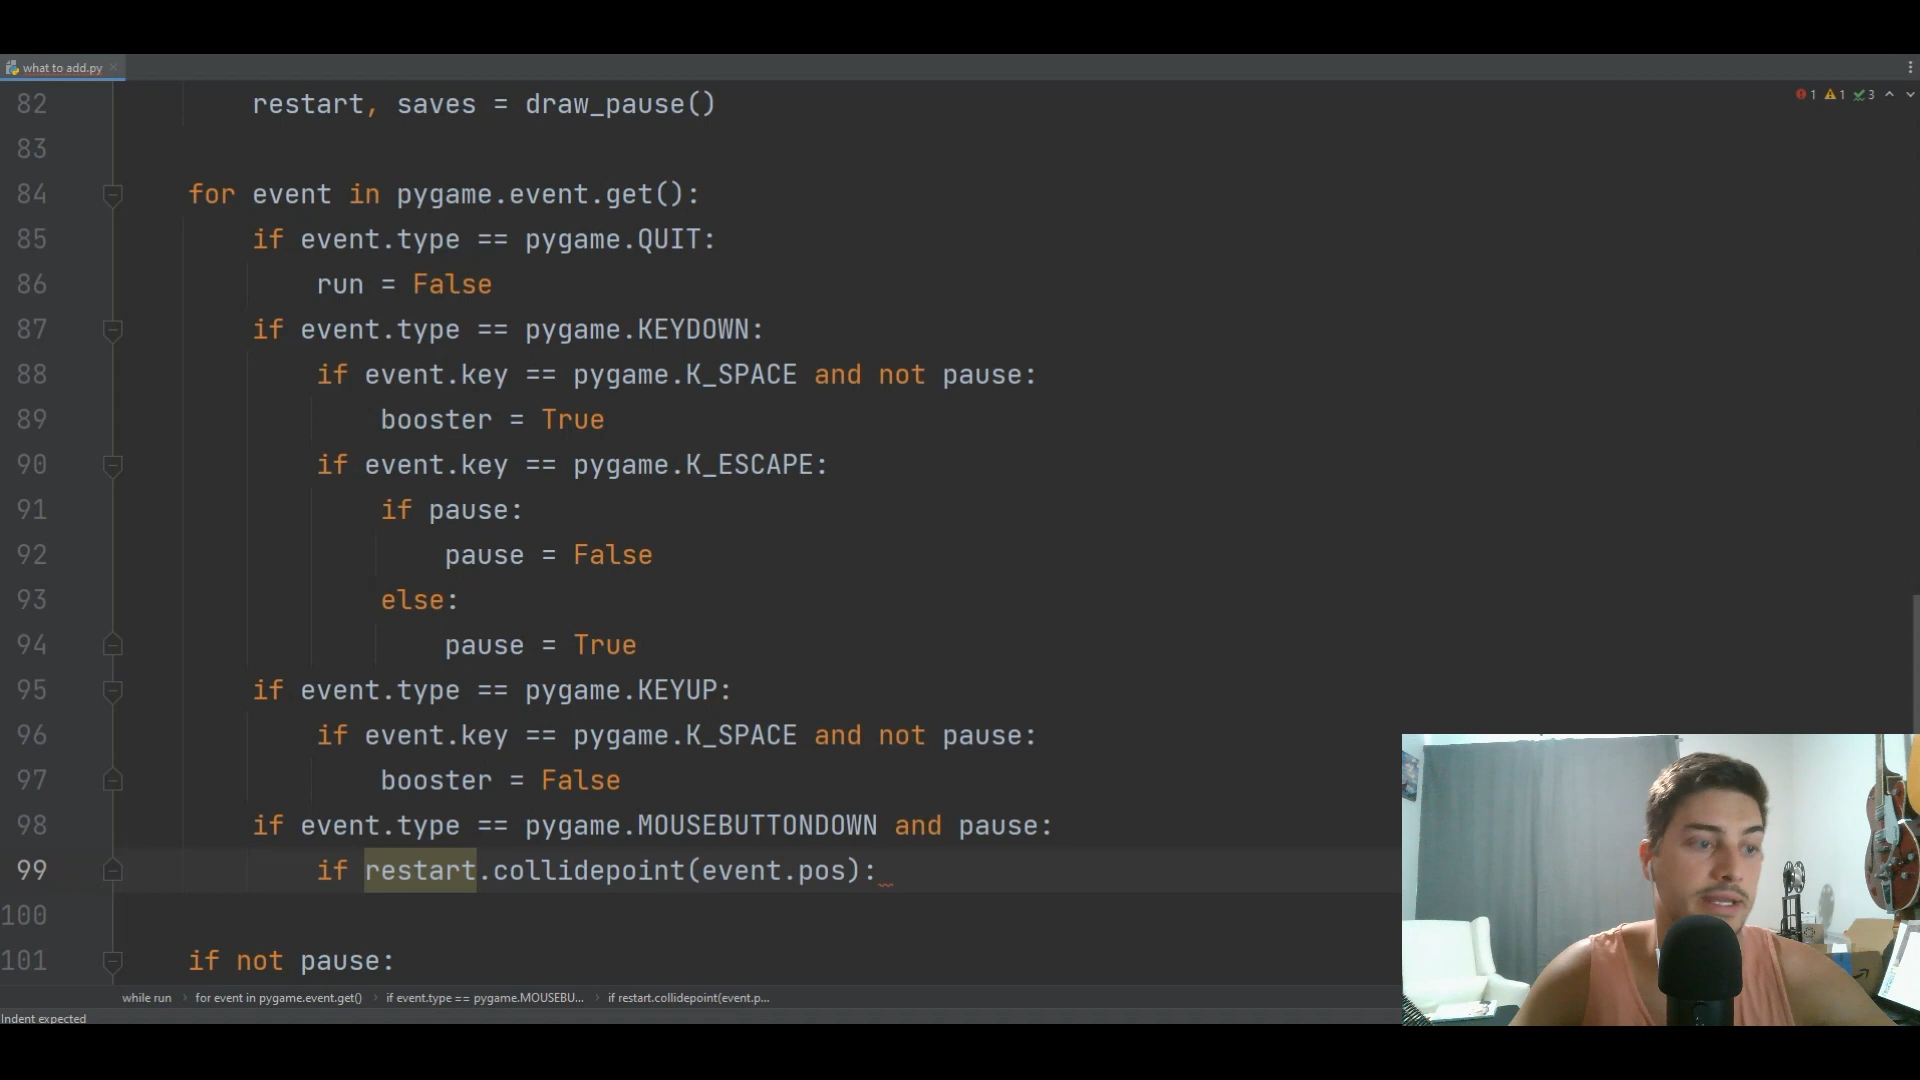 what to add.py
1 1 3
82 restart, saves = draw_pause()
83
84 for event in pygame.event.get():
85 if event.type == pygame.QUIT:
86 run = False
87 if event.type == pygame.KEYDOWN:
88 if event.key == pygame.K_SPACE and not pause:
89 booster = True
90 if event.key == pygame.K_ESCAPE:
91 if pause:
92 pause = False
93 else:
94 pause = True
95 if event.type == pygame.KEYUP:
96 if event.key == pygame.K_SPACE and not pause:
97 booster = False
98 if event.type == pygame.MOUSEBUTTONDOWN and pause:
99 if restart.collidepoint(event.pos):
100
101 if not pause:
while run › for event in pygame.event.get() › if event.type == pygame.MOUSEBU... › if restart.collidepoint(event.p...
Indent expected